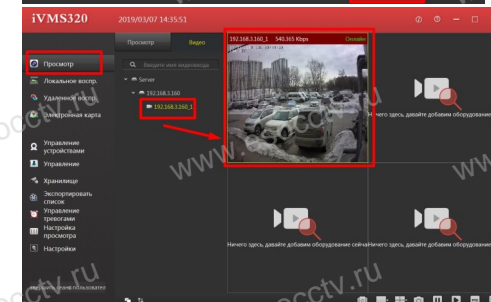 iVMS320
2019/03/07 14:35:51
Просмотр
Видео
192.168.3.160_1 540.365 Kbps Онлайн
Просмотр
Введите имя видеовхода
Локальное воспр.
Server
Удаленное воспр.
192.168.3.160
Электронная карта
192.168.3.160_1
Ничего здесь, давайте добавим оборудование
Управление
устройствами
Управление
Хранилище
Экспортировать
список
Управление
тревогами
Настройка
просмотра
Настройки
Ничего здесь, давайте добавим оборудование сейча
Ничего здесь, давайте добавим оборудование
cctv.ru